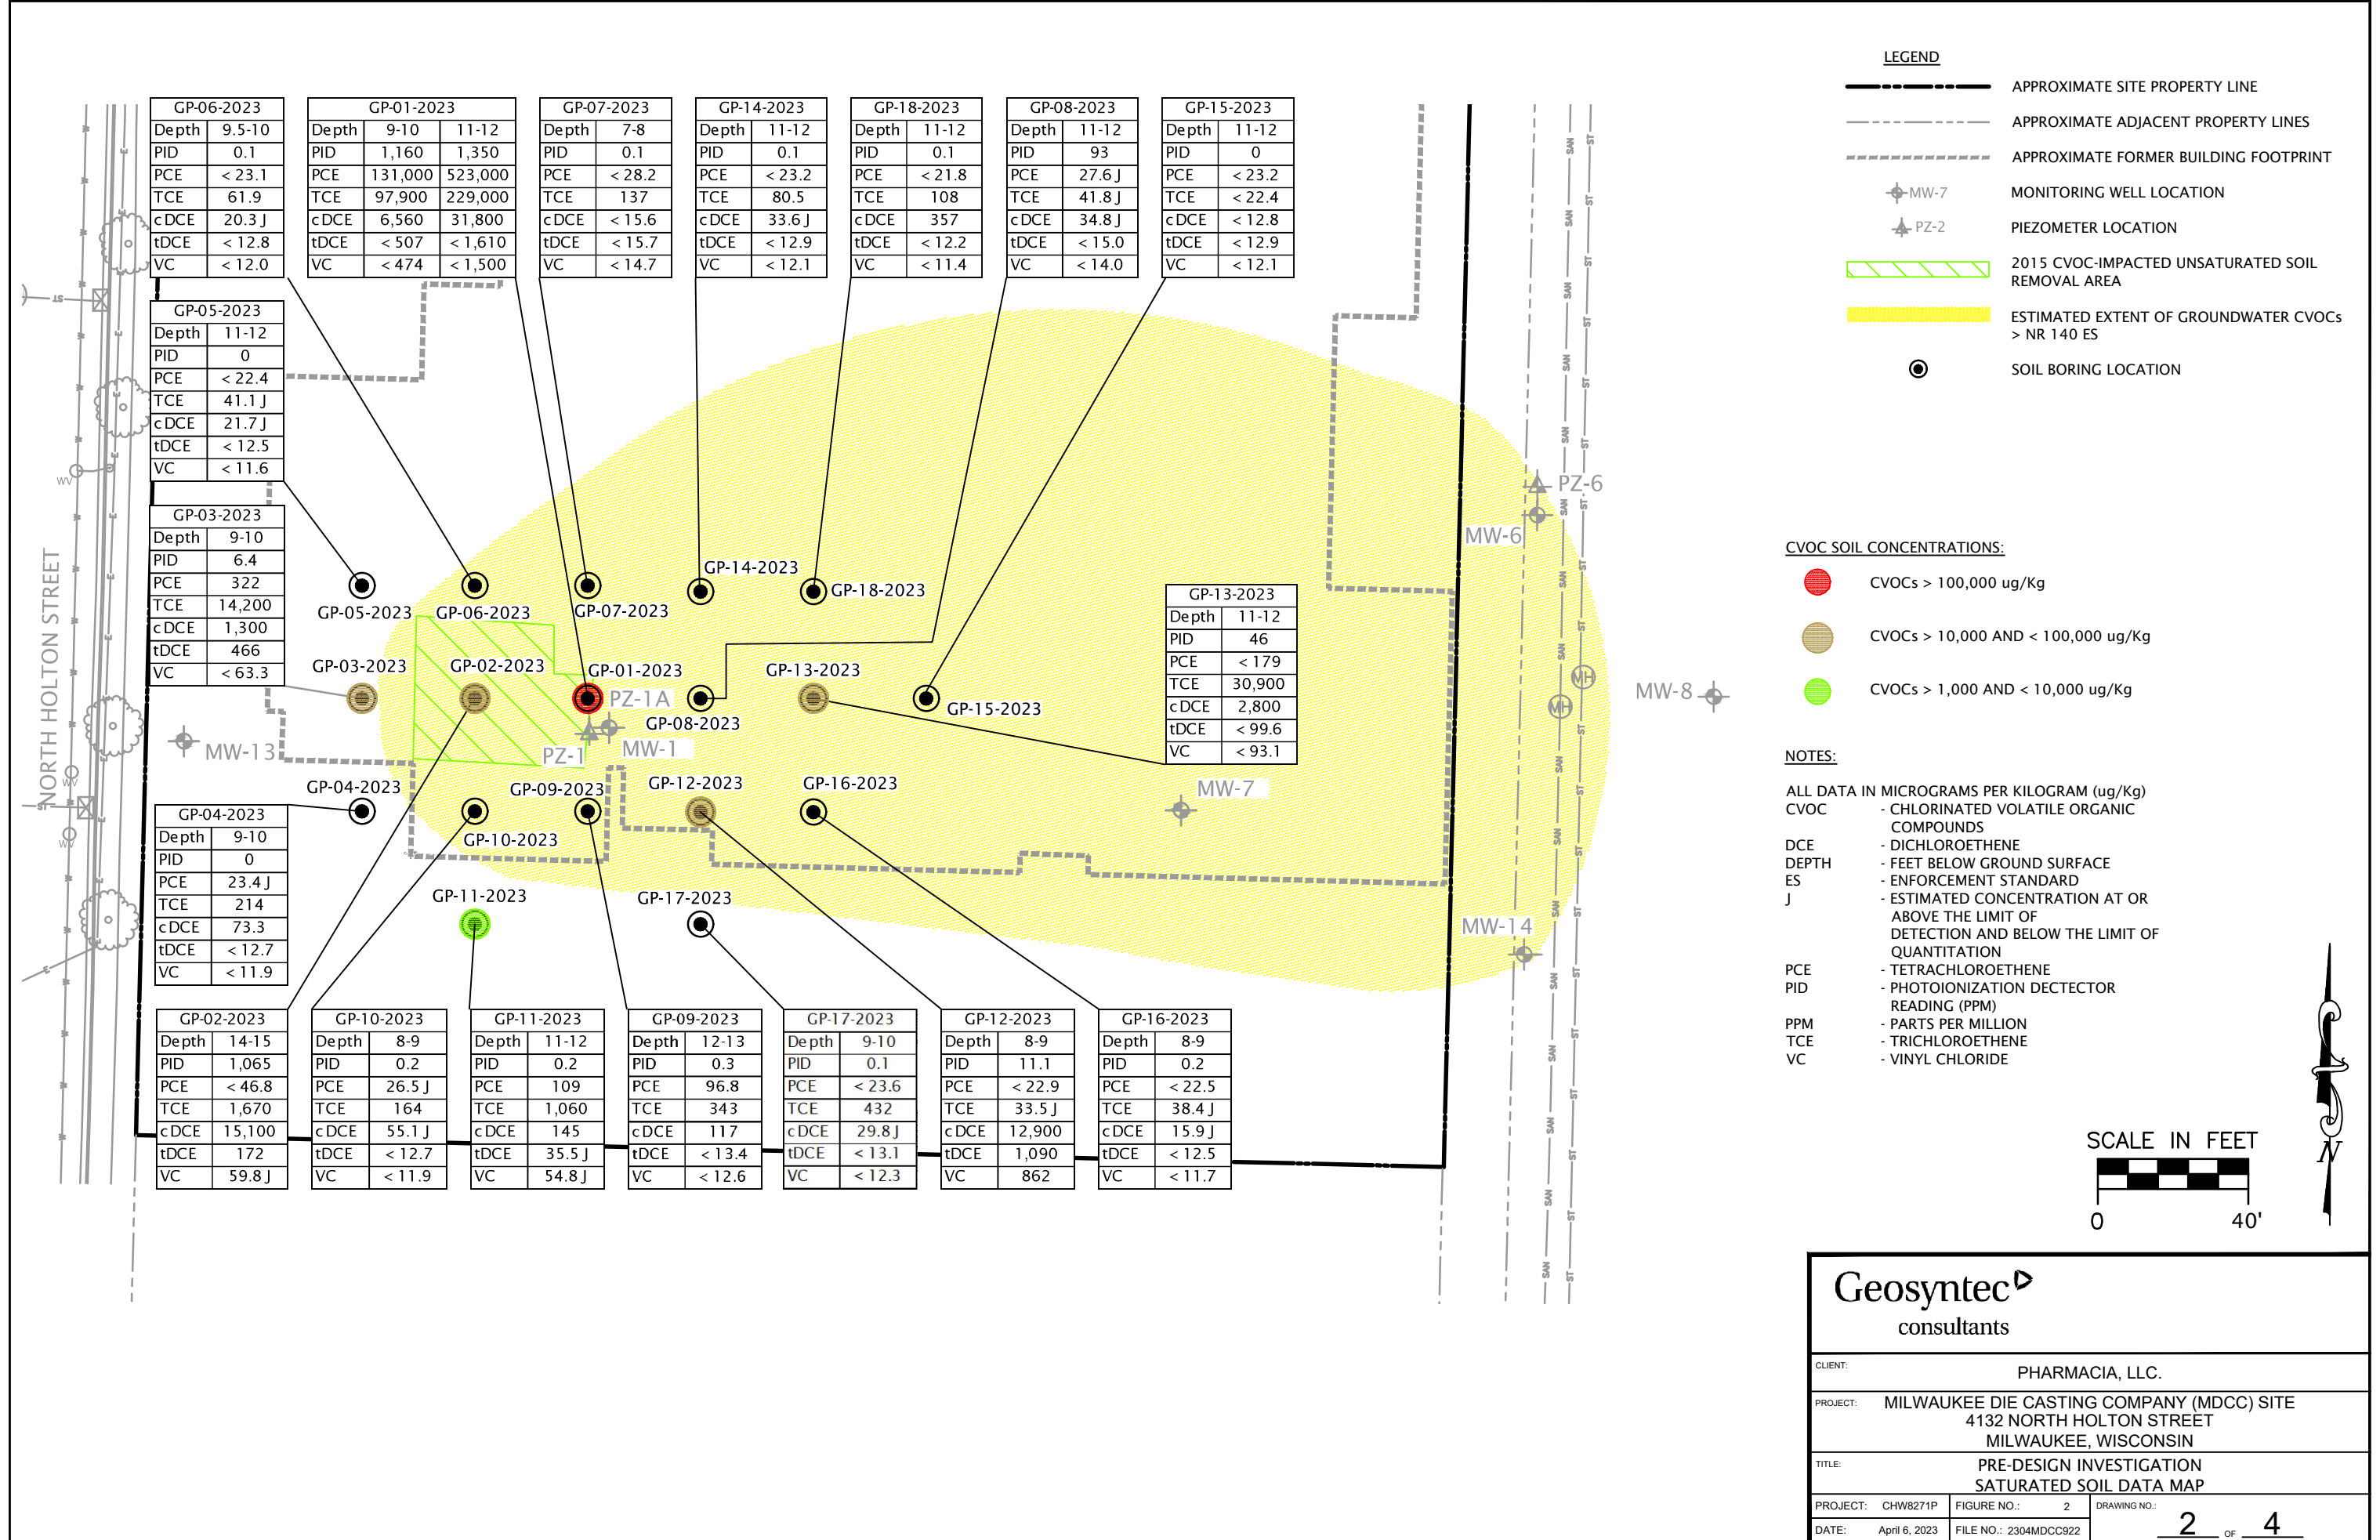 GP-06-2023
Depth 9.5-10
PID 0.1
PCE < 23.1
TCE 61.9
cDCE 20.3 J
tDCE < 12.8
VC < 12.0
GP-01-2023
Depth 9-10 11-12
PID 1,160 1,350
PCE 131,000 523,000
TCE 97,900 229,000
cDCE 6,560 31,800
tDCE < 507 < 1,610
VC < 474 < 1,500
GP-07-2023
Depth 7-8
PID 0.1
PCE < 28.2
TCE 137
cDCE < 15.6
tDCE < 15.7
VC < 14.7
GP-14-2023
Depth 11-12
PID 0.1
PCE < 23.2
TCE 80.5
cDCE 33.6 J
tDCE < 12.9
VC < 12.1
GP-18-2023
Depth 11-12
PID 0.1
PCE < 21.8
TCE 108
cDCE 357
tDCE < 12.2
VC < 11.4
GP-08-2023
Depth 11-12
PID 93
PCE 27.6 J
TCE 41.8 J
cDCE 34.8 J
tDCE < 15.0
VC < 14.0
GP-15-2023
Depth 11-12
PID 0
PCE < 23.2
TCE < 22.4
cDCE < 12.8
tDCE < 12.9
VC < 12.1
GP-05-2023
Depth 11-12
PID 0
PCE < 22.4
TCE 41.1 J
cDCE 21.7 J
tDCE < 12.5
VC < 11.6
GP-03-2023
Depth 9-10
PID 6.4
PCE 322
TCE 14,200
cDCE 1,300
tDCE 466
VC < 63.3
GP-04-2023
Depth 9-10
PID 0
PCE 23.4 J
TCE 214
cDCE 73.3
tDCE < 12.7
VC < 11.9
GP-13-2023
Depth 11-12
PID 46
PCE < 179
TCE 30,900
cDCE 2,800
tDCE < 99.6
VC < 93.1
GP-02-2023
Depth 14-15
PID 1,065
PCE < 46.8
TCE 1,670
cDCE 15,100
tDCE 172
VC 59.8 J
GP-10-2023
Depth 8-9
PID 0.2
PCE 26.5 J
TCE 164
cDCE 55.1 J
tDCE < 12.7
VC < 11.9
GP-11-2023
Depth 11-12
PID 0.2
PCE 109
TCE 1,060
cDCE 145
tDCE 35.5 J
VC 54.8 J
GP-09-2023
Depth 12-13
PID 0.3
PCE 96.8
TCE 343
cDCE 117
tDCE < 13.4
VC < 12.6
GP-17-2023
Depth 9-10
PID 0.1
PCE < 23.6
TCE 432
cDCE 29.8 J
tDCE < 13.1
VC < 12.3
GP-12-2023
Depth 8-9
PID 11.1
PCE < 22.9
TCE 33.5 J
cDCE 12,900
tDCE 1,090
VC 862
GP-16-2023
Depth 8-9
PID 0.2
PCE < 22.5
TCE 38.4 J
cDCE 15.9 J
tDCE < 12.5
VC < 11.7
NORTH HOLTON STREET
GP-05-2023
GP-06-2023
GP-07-2023
GP-14-2023
GP-18-2023
GP-03-2023
GP-02-2023
GP-01-2023
PZ-1A
GP-08-2023
GP-13-2023
GP-15-2023
MW-13
PZ-1
MW-1
GP-04-2023
GP-10-2023
GP-09-2023
GP-12-2023
GP-16-2023
GP-11-2023
GP-17-2023
MW-7
MW-6
PZ-6
MW-8
MW-14
MH
MH
WV
WV
WV
ST
ST
SAN
ST
LEGEND
APPROXIMATE SITE PROPERTY LINE
APPROXIMATE ADJACENT PROPERTY LINES
APPROXIMATE FORMER BUILDING FOOTPRINT
MW-7 MONITORING WELL LOCATION
PZ-2 PIEZOMETER LOCATION
2015 CVOC-IMPACTED UNSATURATED SOIL
REMOVAL AREA
ESTIMATED EXTENT OF GROUNDWATER CVOCs
> NR 140 ES
SOIL BORING LOCATION
CVOC SOIL CONCENTRATIONS:
CVOCs > 100,000 ug/Kg
CVOCs > 10,000 AND < 100,000 ug/Kg
CVOCs > 1,000 AND < 10,000 ug/Kg
NOTES:
ALL DATA IN MICROGRAMS PER KILOGRAM (ug/Kg)
CVOC - CHLORINATED VOLATILE ORGANIC
COMPOUNDS
DCE - DICHLOROETHENE
DEPTH - FEET BELOW GROUND SURFACE
ES - ENFORCEMENT STANDARD
J - ESTIMATED CONCENTRATION AT OR
ABOVE THE LIMIT OF
DETECTION AND BELOW THE LIMIT OF
QUANTITATION
PCE - TETRACHLOROETHENE
PID - PHOTOIONIZATION DECTECTOR
READING (PPM)
PPM - PARTS PER MILLION
TCE - TRICHLOROETHENE
VC - VINYL CHLORIDE
N
SCALE IN FEET
0 40'
Geosyntec
consultants
CLIENT: PHARMACIA, LLC.
PROJECT: MILWAUKEE DIE CASTING COMPANY (MDCC) SITE
4132 NORTH HOLTON STREET
MILWAUKEE, WISCONSIN
TITLE: PRE-DESIGN INVESTIGATION
SATURATED SOIL DATA MAP
PROJECT: CHW8271P FIGURE NO.: 2 DRAWING NO.:
DATE: April 6, 2023 FILE NO.: 2304MDCC922 2 OF 4